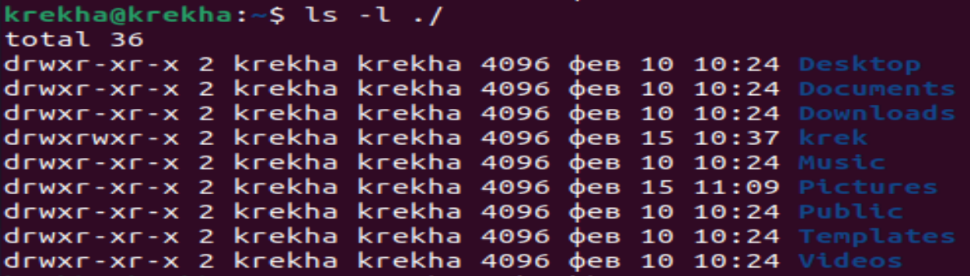 krekha@krekha:~$ ls -l ./
total 36
drwxr-xr-x 2 krekha krekha 4096 фев 10 10:24 Desktop
drwxr-xr-x 2 krekha krekha 4096 фев 10 10:24 Documents
drwxr-xr-x 2 krekha krekha 4096 фев 10 10:24 Downloads
drwxrwxr-x 2 krekha krekha 4096 фев 15 10:37 krek
drwxr-xr-x 2 krekha krekha 4096 фев 10 10:24 Music
drwxr-xr-x 2 krekha krekha 4096 фев 15 11:09 Pictures
drwxr-xr-x 2 krekha krekha 4096 фев 10 10:24 Public
drwxr-xr-x 2 krekha krekha 4096 фев 10 10:24 Templates
drwxr-xr-x 2 krekha krekha 4096 фев 10 10:24 Videos